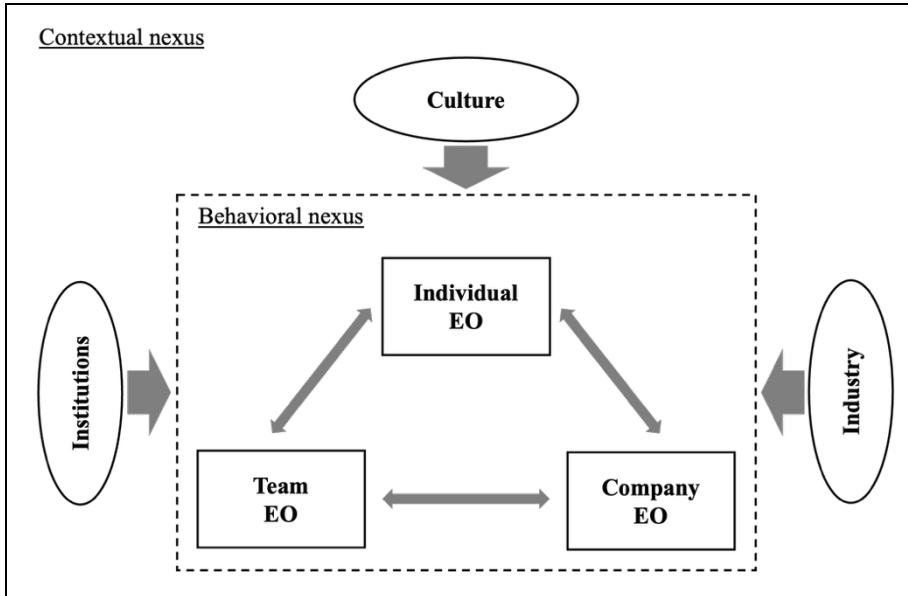 Contextual nexus
Culture
Behavioral nexus
Individual
EO
Institutions
Industry
Team
EO
Company
EO